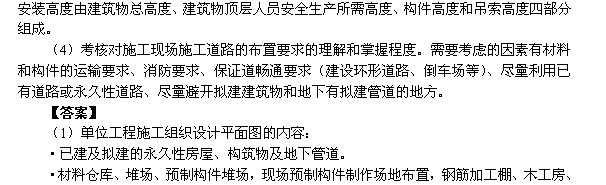 安装高度由建筑物总高度、建筑物顶层人员安全生产所需高度、构件高度和吊索高度四部分
组成。
（4）考核对施工现场施工道路的布置要求的理解和掌握程度。需要考虑的因素有材料
和构件的运输要求、消防要求、保证道畅通要求（建设环形道路、倒车场等）、尽量利用已
有道路或永久性道路、尽量避开拟建建筑物和地下有拟建管道的地方。
【答案】
（1）单位工程施工组织设计平面图的内容：
·已建及拟建的永久性房屋、构筑物及地下管道。
·材料仓库、堆场、预制构件堆场，现场预制构件制作场地布置，钢筋加工棚、木工房、